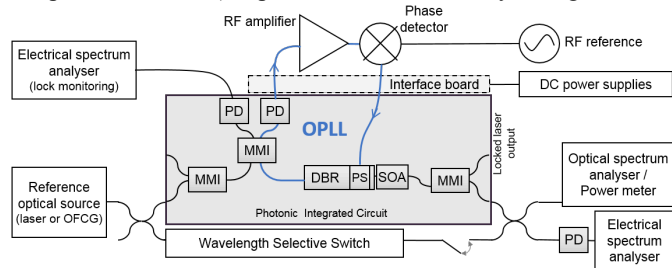 RF amplifier
Phase
detector
RF reference
Electrical spectrum
analyser
(lock monitoring)
Interface board
DC power supplies
PD
PD
OPLL
MMI
Locked laser
output
MMI
DBR
PS
SOA
MMI
Optical spectrum
analyser /
Power meter
Reference
optical source
(laser or OFCG)
Photonic Integrated Circuit
Wavelength Selective Switch
PD
Electrical
spectrum
analyser